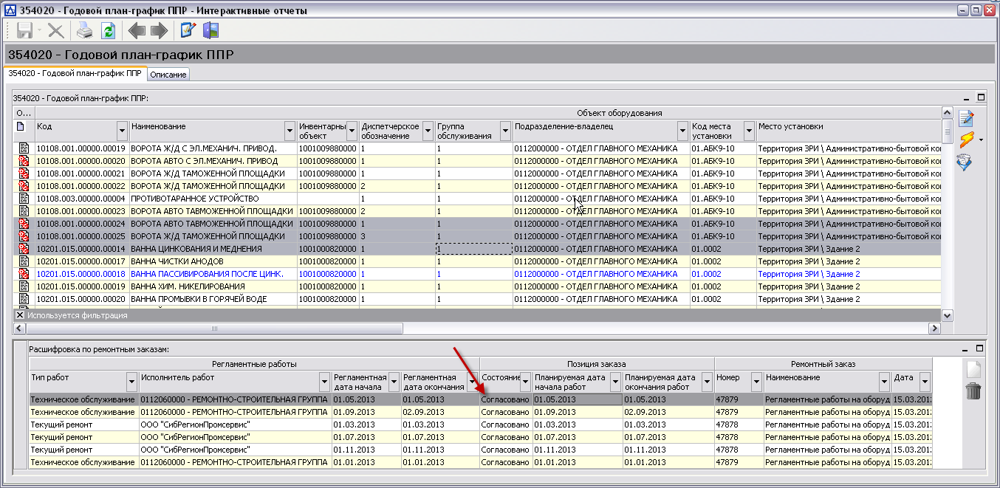 354020 - Годовой план-график ППР - Интерактивные отчеты
354020 - Годовой план-график ППР
354020 - Годовой план-график ППР Описание
354020 - Годовой план-график ППР:
О... Объект оборудования
Код Наименование Инвентарны объект Диспетчерское обозначение Группа обслуживания Подразделение-владелец Код места установки Место установки
10108.001.00000.00019 ВОРОТА Ж/Д С ЭЛ.МЕХАНИЧ. ПРИВОД. 1001009880000 1 1 0112000000 - ОТДЕЛ ГЛАВНОГО МЕХАНИКА 01.АБК9-10 Территория ЗРИ \ Административно-бытовой ко
10108.001.00000.00020 ВОРОТА АВТО С ЭЛ.МЕХАНИЧ. ПРИВОД 1001009880000 1 1 0112000000 - ОТДЕЛ ГЛАВНОГО МЕХАНИКА 01.АБК9-10 Территория ЗРИ \ Административно-бытовой ко
10108.001.00000.00021 ВОРОТА Ж/Д ТАМОЖЕННОЙ ПЛОЩАДКИ 1001009880000 1 1 0112000000 - ОТДЕЛ ГЛАВНОГО МЕХАНИКА 01.АБК9-10 Территория ЗРИ \ Административно-бытовой ко
10108.001.00000.00022 ВОРОТА Ж/Д ТАМОЖЕННОЙ ПЛОЩАДКИ 1001009880000 2 1 0112000000 - ОТДЕЛ ГЛАВНОГО МЕХАНИКА 01.АБК9-10 Территория ЗРИ \ Административно-бытовой ко
10108.003.00000.00004 ПРОТИВОТАРАННОЕ УСТРОЙСТВО 1 1 0112000000 - ОТДЕЛ ГЛАВНОГО МЕХАНИКА 01.АБК9-10 Территория ЗРИ \ Административно-бытовой ко
10108.001.00000.00023 ВОРОТА АВТО ТАВМОЖЕННОЙ ПЛОЩАДКИ 1001009880000 2 1 0112000000 - ОТДЕЛ ГЛАВНОГО МЕХАНИКА 01.АБК9-10 Территория ЗРИ \ Административно-бытовой ко
10108.001.00000.00024 ВОРОТА АВТО ТАВМОЖЕННОЙ ПЛОЩАДКИ 1001009880000 1 1 0112000000 - ОТДЕЛ ГЛАВНОГО МЕХАНИКА 01.АБК9-10 Территория ЗРИ \ Административно-бытовой ко
10108.001.00000.00025 ВОРОТА Ж/Д ТАМОЖЕННОЙ ПЛОЩАДКИ 1001009880000 3 1 0112000000 - ОТДЕЛ ГЛАВНОГО МЕХАНИКА 01.АБК9-10 Территория ЗРИ \ Административно-бытовой ко
10201.015.00000.00014 ВАННА ЦИНКОВАНИЯ И МЕДНЕНИЯ 1001000820000 1 1 0112000000 - ОТДЕЛ ГЛАВНОГО МЕХАНИКА 01.0002 Территория ЗРИ \ Здание 2
10201.015.00000.00017 ВАННА ЧИСТКИ АНОДОВ 1001000820000 1 1 0112000000 - ОТДЕЛ ГЛАВНОГО МЕХАНИКА 01.0002 Территория ЗРИ \ Здание 2
10201.015.00000.00018 ВАННА ПАССИВИРОВАНИЯ ПОСЛЕ ЦИНК. 1001000820000 1 1 0112000000 - ОТДЕЛ ГЛАВНОГО МЕХАНИКА 01.0002 Территория ЗРИ \ Здание 2
10201.015.00000.00019 ВАННА ХИМ. НИКЕЛИРОВАНИЯ 1001000820000 1 1 0112000000 - ОТДЕЛ ГЛАВНОГО МЕХАНИКА 01.0002 Территория ЗРИ \ Здание 2
10201.015.00000.00020 ВАННА ПРОМЫВКИ В ГОРЯЧЕЙ ВОДЕ 1001000820000 1 1 0112000000 - ОТДЕЛ ГЛАВНОГО МЕХАНИКА 01.0002 Территория ЗРИ \ Здание 2
Используется фильтрация
Расшифровка по ремонтным заказам:
Регламентные работы Позиция заказа Ремонтный заказ
Тип работ Исполнитель работ Регламентная дата начала Регламентная дата окончания Состояние Планируемая дата начала работ Планируемая дата окончания работ Номер Наименование Дата
Техническое обслуживание 0112060000 - РЕМОНТНО-СТРОИТЕЛЬНАЯ ГРУППА 01.05.2013 01.05.2013 Согласовано 01.05.2013 01.05.2013 47879 Регламентные работы на оборуд 15.03.201
Техническое обслуживание 0112060000 - РЕМОНТНО-СТРОИТЕЛЬНАЯ ГРУППА 01.09.2013 02.09.2013 Согласовано 01.09.2013 02.09.2013 47879 Регламентные работы на оборуд 15.03.201
Текущий ремонт ООО "СибРегионПромсервис" 01.03.2013 01.03.2013 Согласовано 01.03.2013 01.03.2013 47878 Регламентные работы на оборуд 15.03.201
Текущий ремонт ООО "СибРегионПромсервис" 01.07.2013 01.07.2013 Согласовано 01.07.2013 01.07.2013 47878 Регламентные работы на оборуд 15.03.201
Текущий ремонт ООО "СибРегионПромсервис" 01.11.2013 01.11.2013 Согласовано 01.11.2013 01.11.2013 47878 Регламентные работы на оборуд 15.03.201
Техническое обслуживание 0112060000 - РЕМОНТНО-СТРОИТЕЛЬНАЯ ГРУППА 01.01.2013 01.01.2013 Согласовано 01.01.2013 01.01.2013 47879 Регламентные работы на оборуд 15.03.201